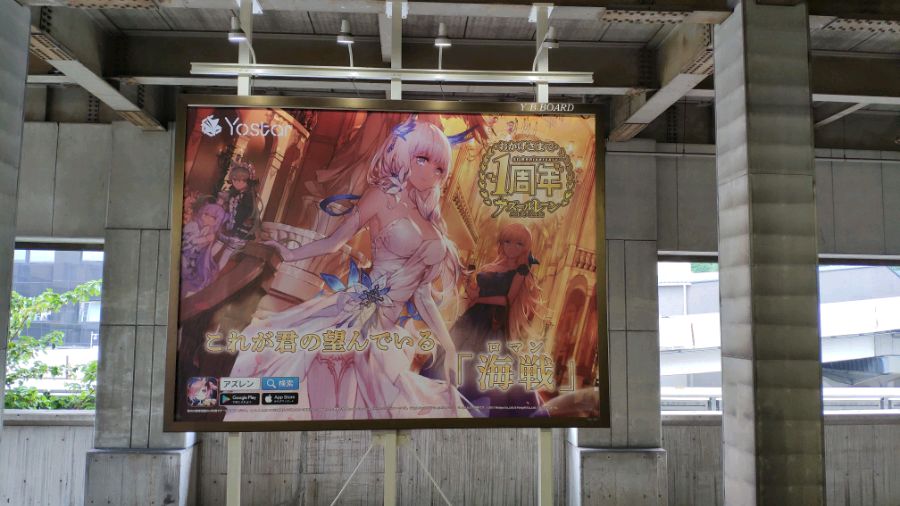 Y.B.BOARD
Yostar
おかげさまで
1周年
アズールレーン
これが君の望んでいる
ロマン
「海戦」
アズレン
検索
Google Play
App Store